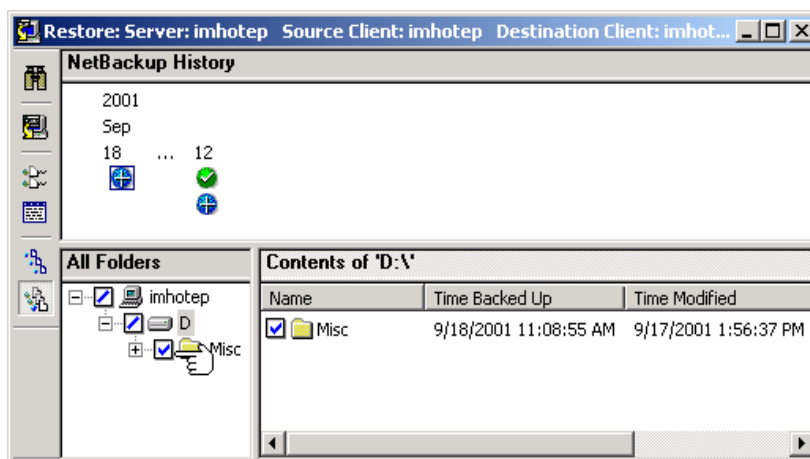 Restore: Server: imhotep   Source Client: imhotep   Destination Client: imhot...
NetBackup History
2001
Sep
18 ... 12
All Folders
imhotep
D
Misc
Contents of 'D:\'
Name Time Backed Up Time Modified
Misc 9/18/2001 11:08:55 AM 9/17/2001 1:56:37 PM